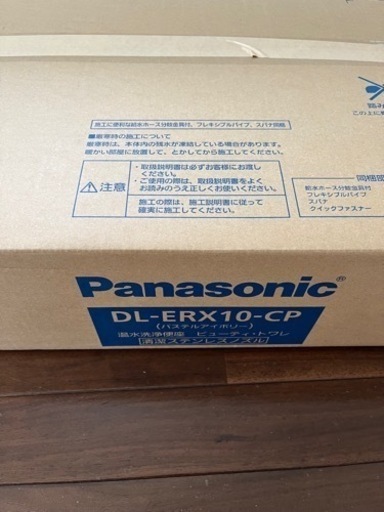 踏み
この上に
施工に便利な給水ホース分岐金具付、フレキシブルパイプ、スパナ同梱
■厳寒時の施工について
厳寒時は、本体内の残水が凍結している場合があります。
暖かい部屋に放置して、とかしてから施工してください。
注意
・取扱説明書は必ずお客様にお渡し
ください。
・ご使用の際は、取扱説明書をよく
お読みのうえ正しくお使いください。
施工の際は、施工説明書に従って
確実に施工してください。
同梱部
給水ホース分岐金具
フレキシブルパイプ
スパナ
クイックファスナー
Panasonic®
DL-ERX10-CP
(パステルアイボリー)
温水洗浄便座 ビューティ・トワレ
清潔ステンレスノズル